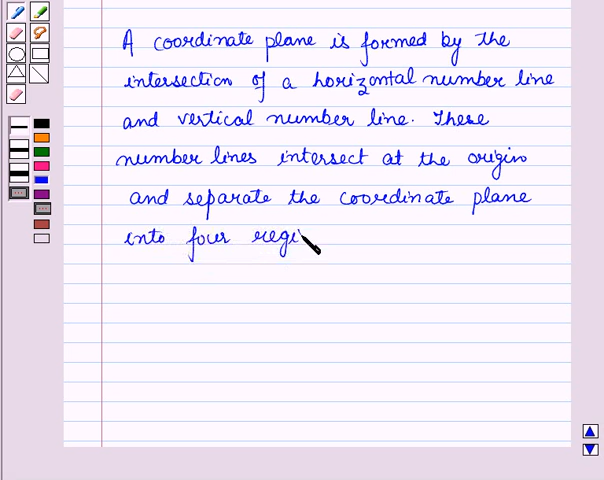 A coordinate plane is formed by the
intersection of a horizontal number line
and vertical number line. These
number lines intersect at the origin
and separate the coordinate plane
into four regi